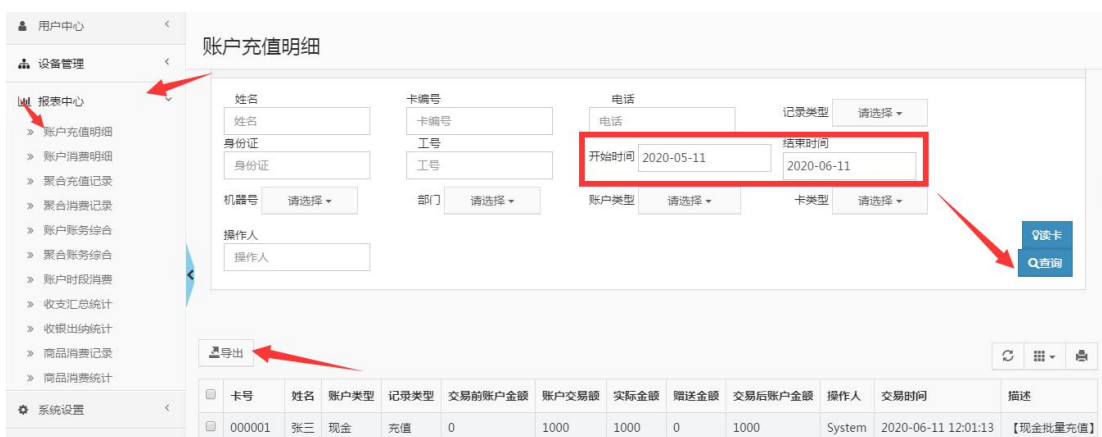 用户中心
设备管理
报表中心
账户充值明细
账户消费明细
聚合充值记录
聚合消费记录
账户账务综合
聚合账务综合
账户时段消费
收支汇总统计
收银出纳统计
商品消费记录
商品消费统计
系统设置
账户充值明细
姓名 卡编号 电话
姓名 卡编号 电话 记录类型 请选择
身份证 工号 结束时间
身份证 工号 开始时间 2020-05-11 2020-06-11
机器号 请选择 部门 请选择 账户类型 请选择 卡类型 请选择
操作人
操作人
读卡
查询
导出
卡号 姓名 账户类型 记录类型 交易前账户金额 账户交易额 实际金额 赠送金额 交易后账户金额 操作人 交易时间 描述
000001 张三 现金 充值 0 1000 1000 0 1000 System 2020-06-11 12:01:13 【现金批量充值】